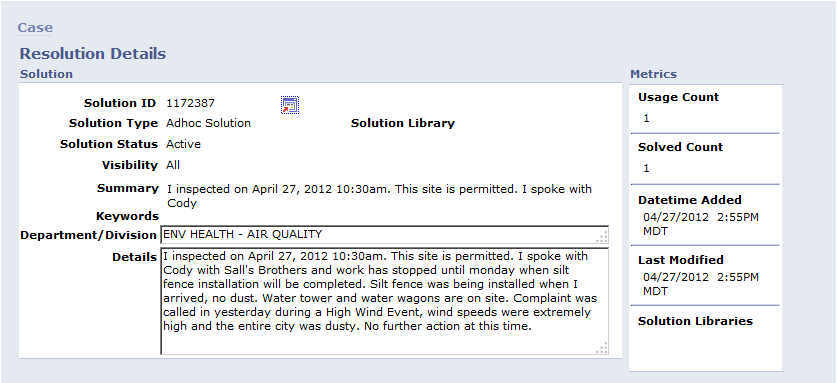 Case
Resolution Details
Solution
Solution ID 1172387
Solution Type Adhoc Solution Solution Library
Solution Status Active
Visibility All
Summary I inspected on April 27, 2012 10:30am. This site is permitted. I spoke with
Cody
Keywords
Department/Division ENV HEALTH - AIR QUALITY
Details I inspected on April 27, 2012 10:30am. This site is permitted. I spoke with
Cody with Sall's Brothers and work has stopped until monday when silt
fence installation will be completed. Silt fence was being installed when I
arrived, no dust. Water tower and water wagons are on site. Complaint was
called in yesterday during a High Wind Event, wind speeds were extremely
high and the entire city was dusty. No further action at this time.
Metrics
Usage Count
1
Solved Count
1
Datetime Added
04/27/2012 2:55PM
MDT
Last Modified
04/27/2012 2:55PM
MDT
Solution Libraries